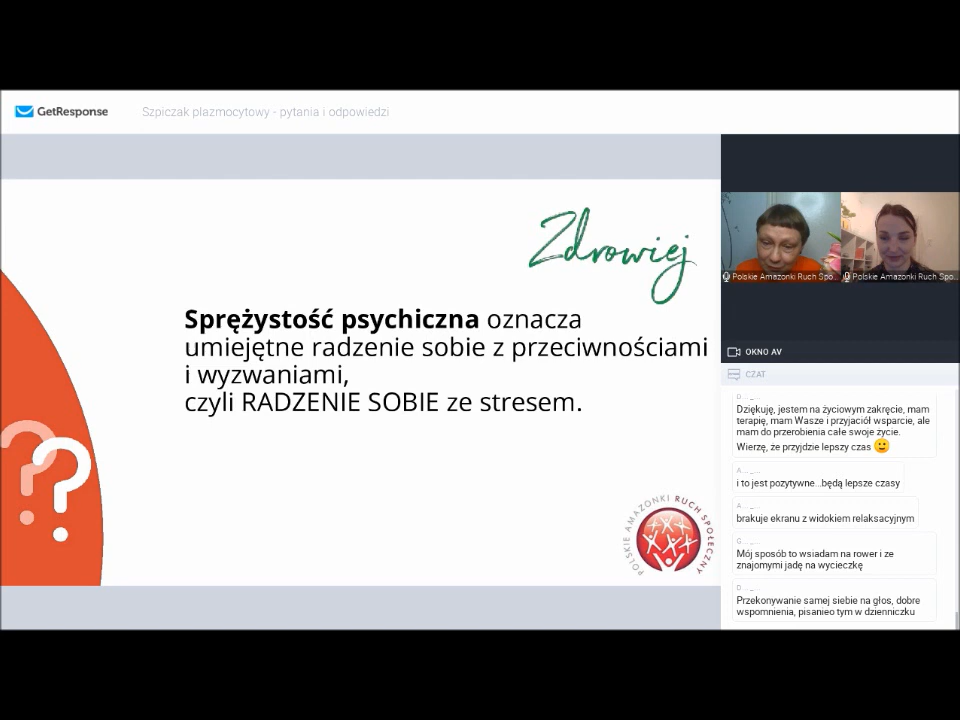 GetResponse
Szpiczak plazmocytowy - pytania i odpowiedzi
Zdrowiej
Sprężystość psychiczna oznacza
umiejętne radzenie sobie z przeciwnościami
i wyzwaniami,
czyli RADZENIE SOBIE ze stresem.
POLSKIE AMAZONKI RUCH SPOŁECZNY
Polskie Amazonki Ruch Spo...
Polskie Amazonki Ruch Spo...
OKNO AV
CZAT
D... _...
Dziękuję, jestem na życiowym zakręcie, mam
terapię, mam Wasze i przyjaciół wsparcie, ale
mam do przerobienia całe swoje życie.
Wierzę, że przyjdzie lepszy czas 🙂
A... _...
i to jest pozytywne...będą lepsze czasy
A... _...
brakuje ekranu z widokiem relaksacyjnym
G... _...
Mój sposób to wsiadam na rower i ze
znajomymi jadę na wycieczkę
D... _...
Przekonywanie samej siebie na głos, dobre
wspomnienia, pisanieo tym w dzienniczku